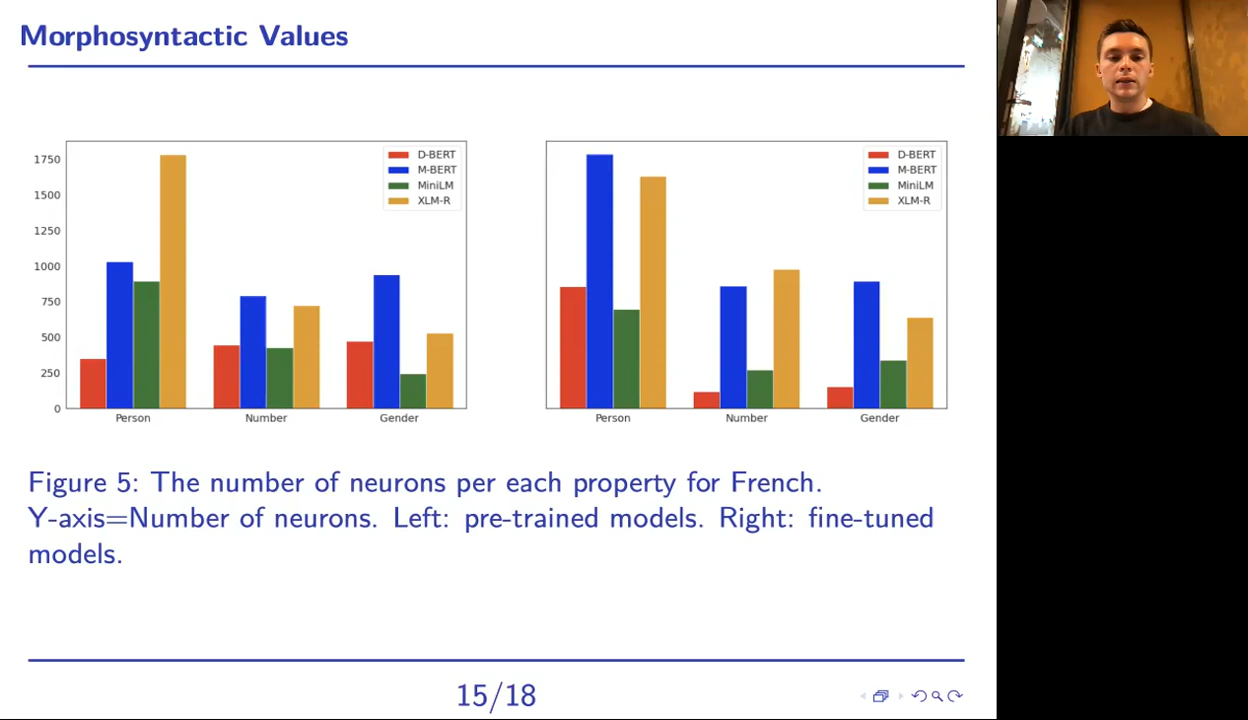 Morphosyntactic Values
1750
1500
1250
1000
750
500
250
0
D-BERT
M-BERT
MiniLM
XLM-R
Person Number Gender
D-BERT
M-BERT
MiniLM
XLM-R
Person Number Gender
Figure 5: The number of neurons per each property for French.
Y-axis=Number of neurons. Left: pre-trained models. Right: fine-tuned
models.
15/18